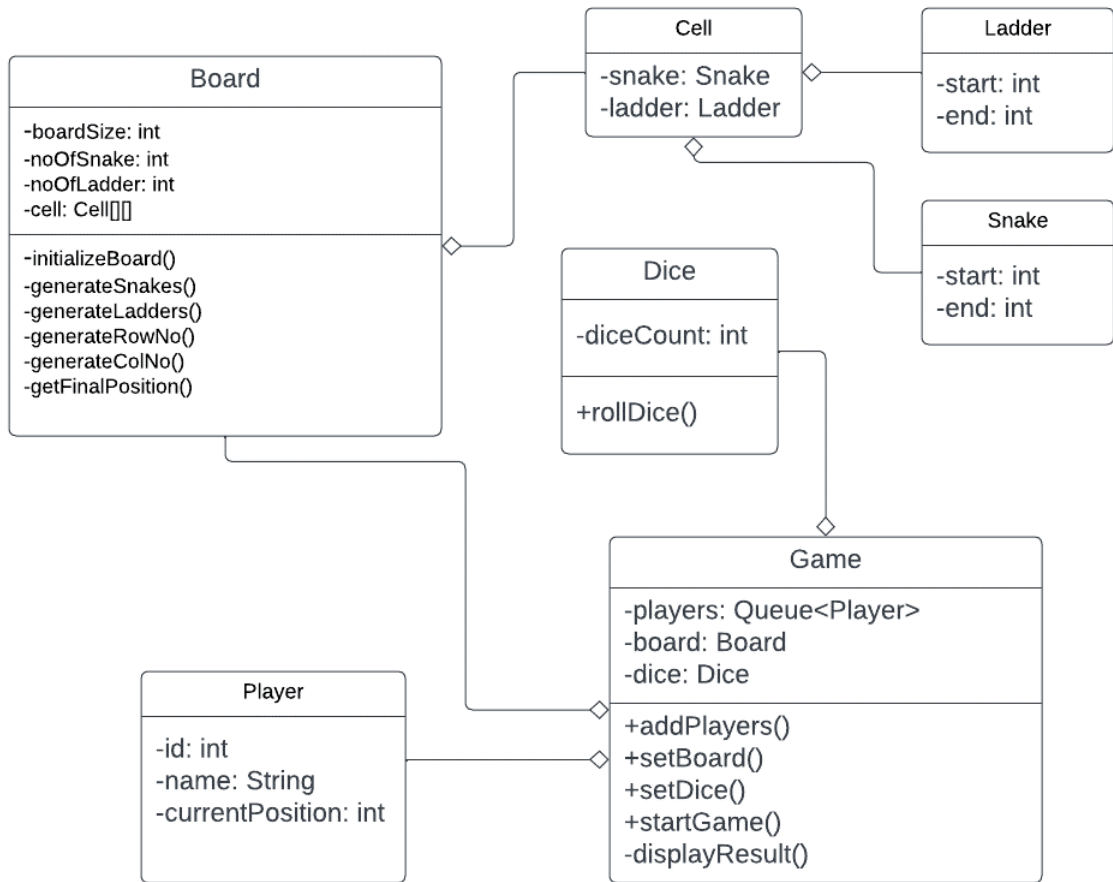 Board
-boardSize: int
-noOfSnake: int
-noOfLadder: int
-cell: Cell[][]
-initializeBoard()
-generateSnakes()
-generateLadders()
-generateRowNo()
-generateColNo()
-getFinalPosition()
Cell
-snake: Snake
-ladder: Ladder
Ladder
-start: int
-end: int
Snake
-start: int
-end: int
Dice
-diceCount: int
+rollDice()
Game
-players: Queue<Player>
-board: Board
-dice: Dice
+addPlayers()
+setBoard()
+setDice()
+startGame()
-displayResult()
Player
-id: int
-name: String
-currentPosition: int